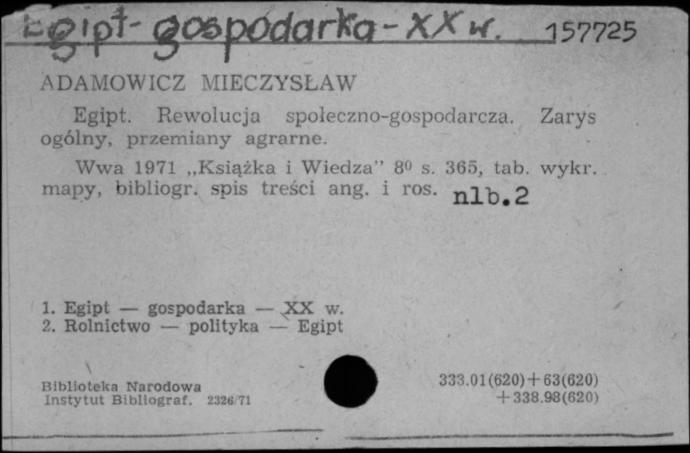 Egipt - gospodarka - XX w. 157725
ADAMOWICZ MIECZYSŁAW
Egipt. Rewolucja społeczno-gospodarcza. Zarys
ogólny, przemiany agrarne.
Wwa 1971 „Książka i Wiedza” 8⁰ s. 365, tab. wykr.
mapy, bibliogr. spis treści ang. i ros. nlb.2
1. Egipt — gospodarka — XX w.
2. Rolnictwo — polityka — Egipt
Biblioteka Narodowa 333.01(620)+63(620)
Instytut Bibliograf. 2326/71 +338.98(620)